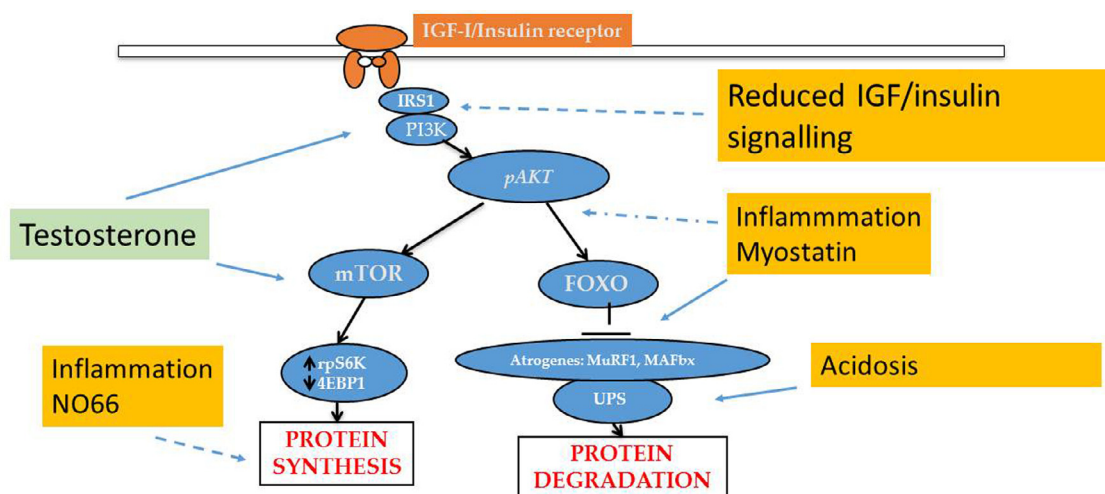 IGF-I/Insulin receptor
IRS1
PI3K
Reduced IGF/insulin
signalling
pAKT
Testosterone
Inflammmation
Myostatin
mTOR
FOXO
Inflammation
NO66
rpS6K
4EBP1
Atrogenes: MuRF1, MAFbx
UPS
Acidosis
PROTEIN
SYNTHESIS
PROTEIN
DEGRADATION